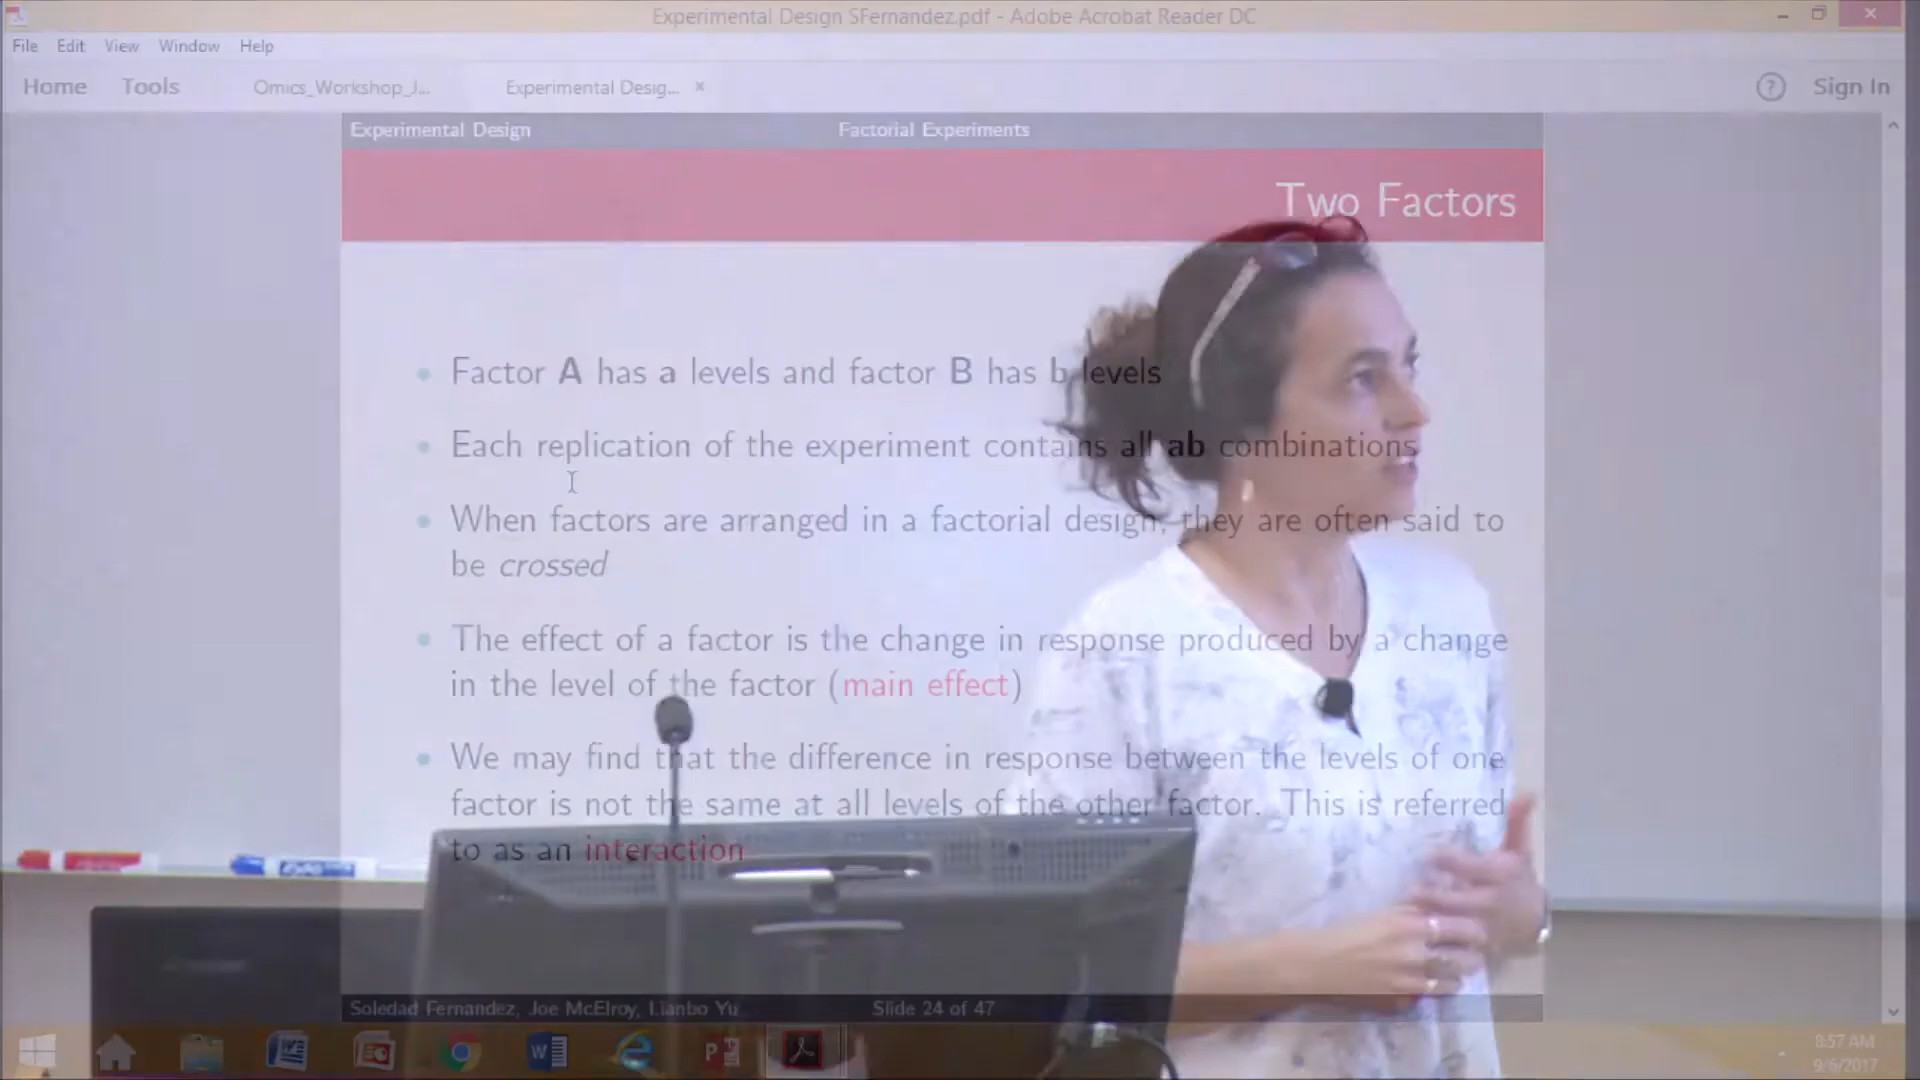 Experimental Design SFernandez.pdf - Adobe Acrobat Reader DC
File Edit View Window Help
Home Tools Omics_Workshop_J... Experimental Desig... Sign In
Experimental Design Factorial Experiments
Two Factors
Factor A has a levels and factor B has b levels
Each replication of the experiment contains all ab combinations
When factors are arranged in a factorial design, they are often said to
be crossed
The effect of a factor is the change in response produced by a change
in the level of the factor (main effect)
We may find that the difference in response between the levels of one
factor is not the same at all levels of the other factor. This is referred
to as an interaction
Soledad Fernandez, Joe McElroy, Lianbo Yu Slide 24 of 47
8:57 AM
9/6/2017